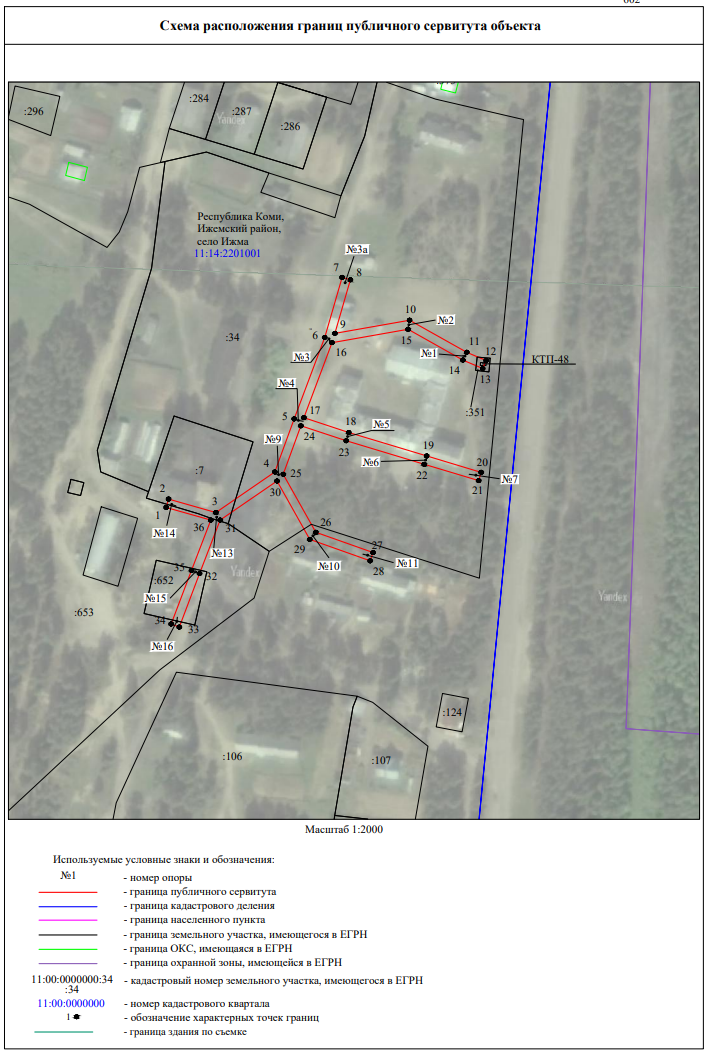 Схема расположения границ публичного сервитута объекта
:296
:284
:287
:286
Yandex
Республика Коми,
Ижемский район,
село Ижма
11:14:2201001
№3а
7
8
10
№2
9
15
6
16
№3
:34
11
№1
14
12
13
КТП-48
:351
№4
5
17
24
18
№5
23
19
№6
22
20
№7
21
№9
4
25
30
:7
2
1
3
№14
36
31
№13
26
29
№10
27
28
№11
35
32
:652
№15
Yandex
34
33
№16
:653
Yandex
:124
:106
:107
Масштаб 1:2000
Используемые условные знаки и обозначения:
№1 - номер опоры
- граница публичного сервитута
- граница кадастрового деления
- граница населенного пункта
- граница земельного участка, имеющегося в ЕГРН
- граница ОКС, имеющаяся в ЕГРН
- граница охранной зоны, имеющейся в ЕГРН
11:00:0000000:34 - кадастровый номер земельного участка, имеющегося в ЕГРН
:34
11:00:0000000 - номер кадастрового квартала
1 - обозначение характерных точек границ
- граница здания по съемке